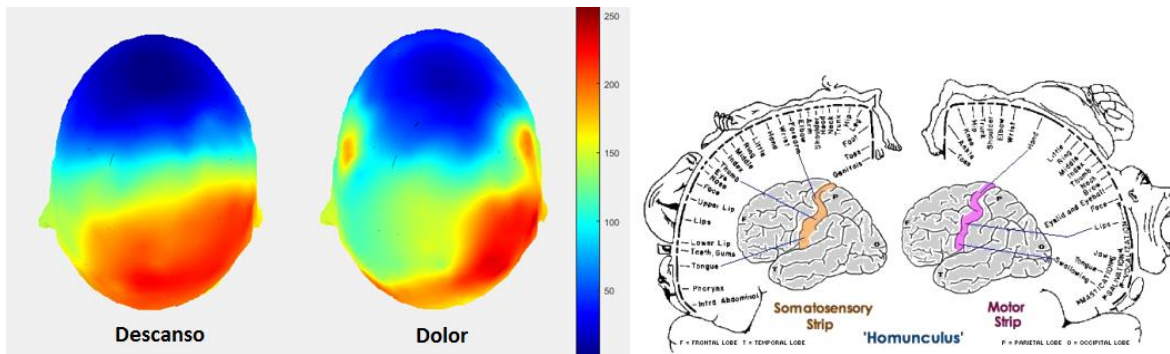 250
200
150
100
50
Descanso
Dolor
Little
Ring
Middle
Index
Thumb
Eye
Nose
Face
Upper Lip
Lips
Lower Lip
Teeth, Gums
Tongue
Pharynx
Intra Abdominal
Hand
Wrist
Forearm
Elbow
Arm
Shoulder
Head
Neck
Trunk
Hip
Leg
Foot
Toes
Genitals
F
P
O
T
Somatosensory
Strip
Toes
Ankle
Knee
Hip
Trunk
Shoulder
Elbow
Wrist
Hand
Little
Ring
Middle
Index
Thumb
Neck
Brow
Eyelid and Eyeball
Face
Lips
Jaw
Tongue
Swallowing
MASTICATION
SALIVATION
VOCALIZATION
F
P
O
T
Motor
Strip
'Homunculus'
F = FRONTAL LOBE T = TEMPORAL LOBE
P = PARIETAL LOBE O = OCCIPITAL LOBE